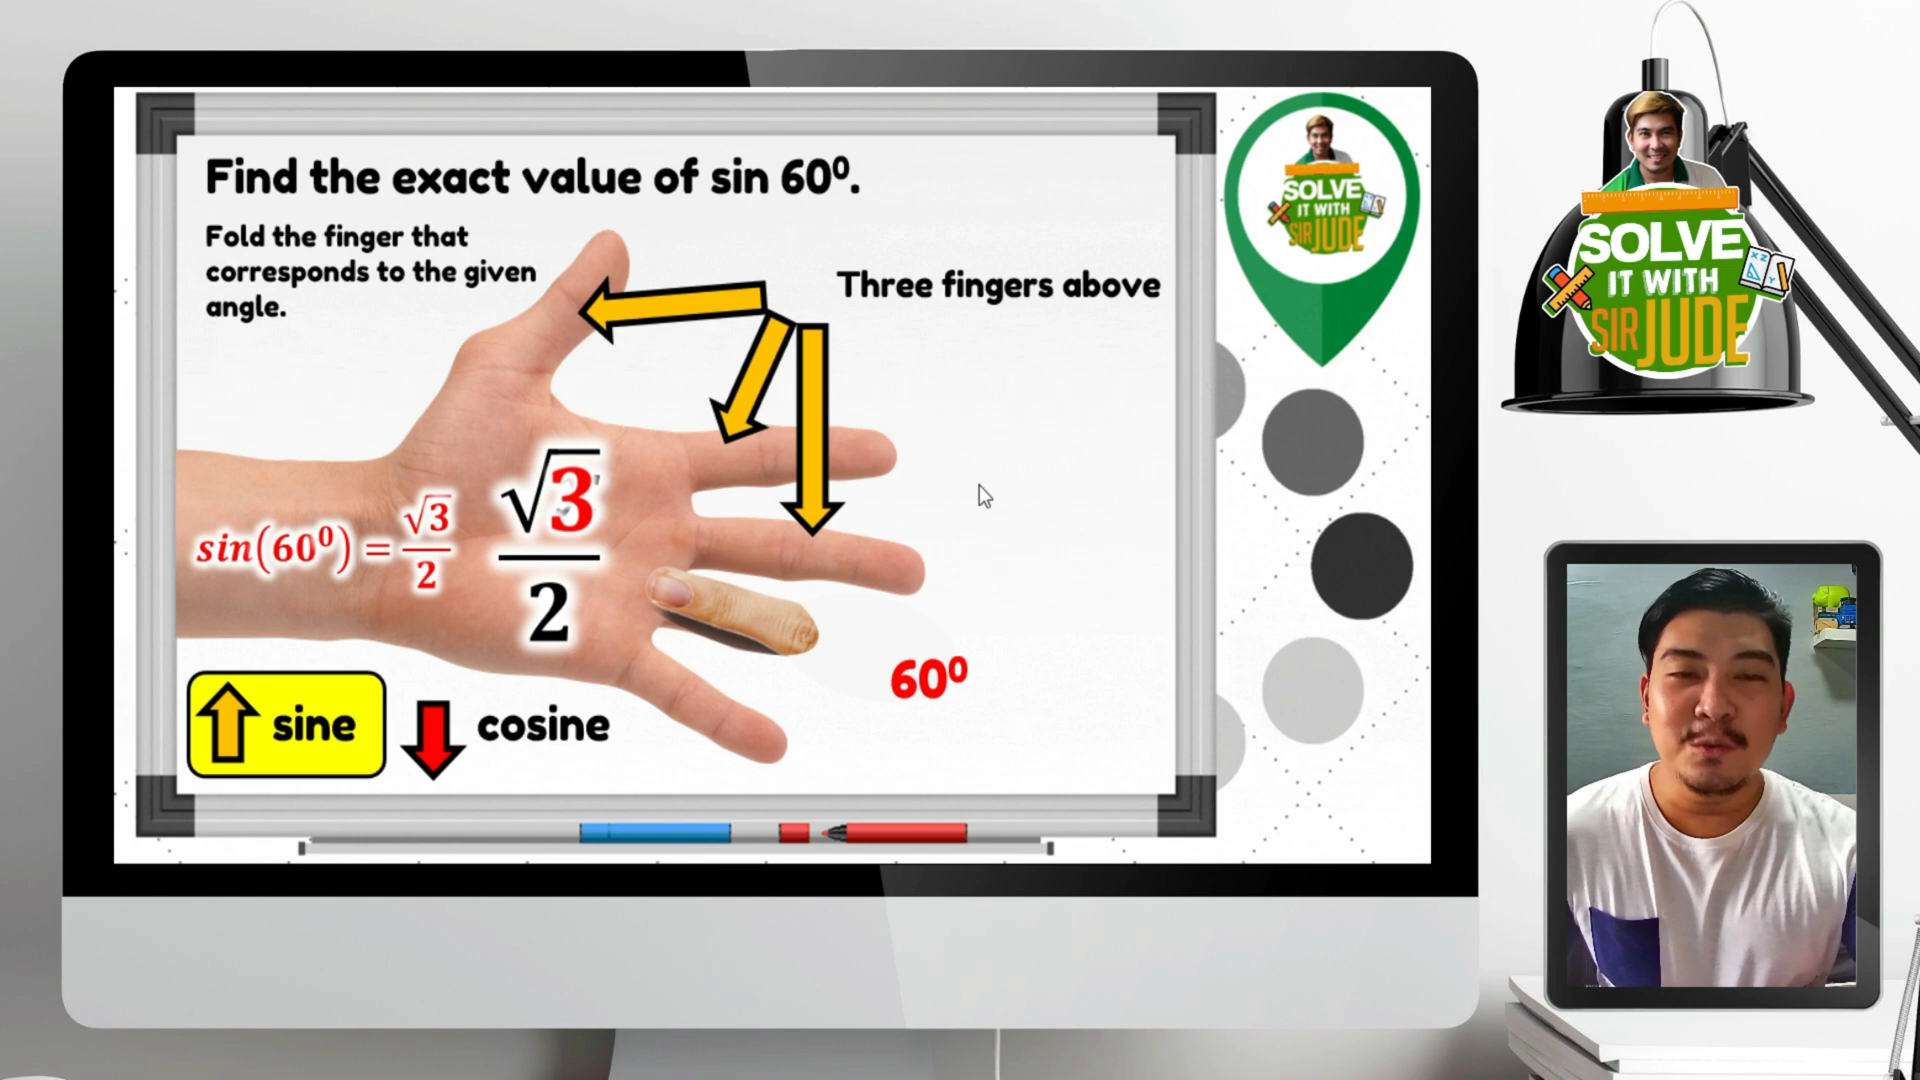 Find the exact value of sin 60⁰.
Fold the finger that
corresponds to the given
angle.
Three fingers above
sin(60⁰) = √3/2
√3/2
60⁰
sine
cosine
SOLVE
IT WITH
SIR JUDE
SOLVE
IT WITH
SIR JUDE